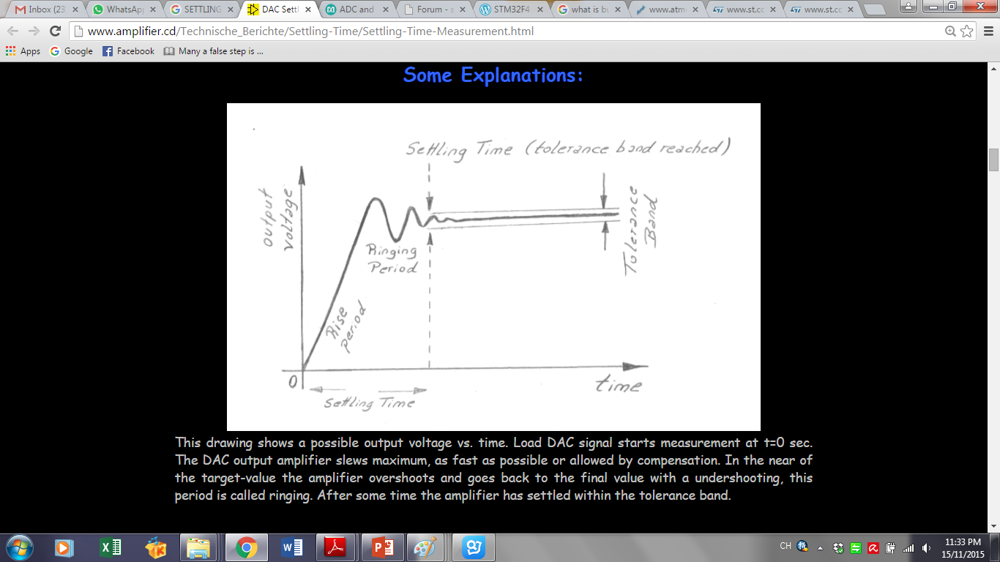 Inbox (23
WhatsApp
SETTLING
DAC Settl
ADC and
Forum - s
STM32F4
what is bu
www.atm
www.st.cc
www.st.cc
www.amplifier.cd/Technische_Berichte/Settling-Time/Settling-Time-Measurement.html
Apps Google Facebook Many a false step is ...
Some Explanations:
Settling Time (tolerance band reached)
output
voltage
Tolerance
Band
Ringing
Period
Rise
period
0
time
Settling Time
This drawing shows a possible output voltage vs. time. Load DAC signal starts measurement at t=0 sec.
The DAC output amplifier slews maximum, as fast as possible or allowed by compensation. In the near of
the target-value the amplifier overshoots and goes back to the final value with a undershooting, this
period is called ringing. After some time the amplifier has settled within the tolerance band.
CH
11:33 PM
15/11/2015